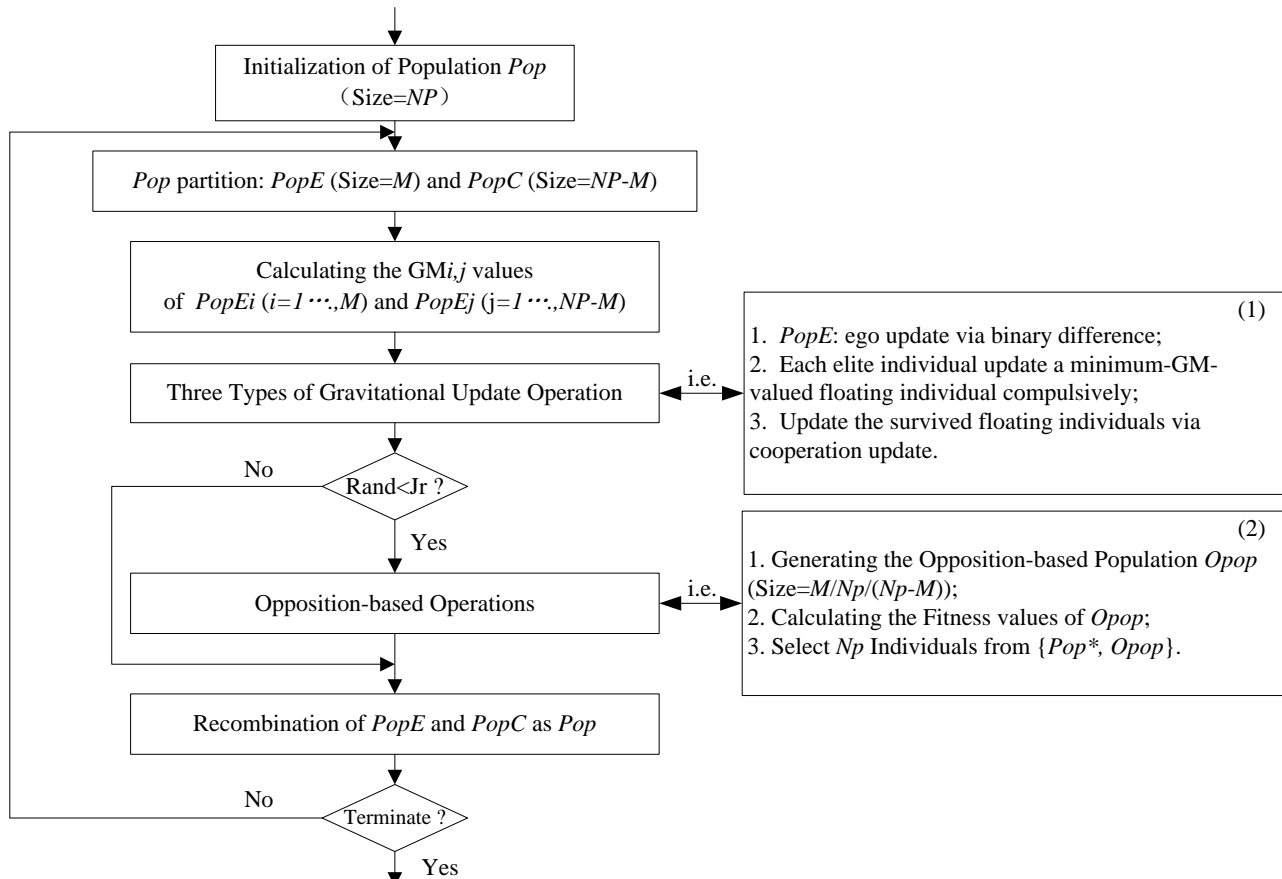 Initialization of Population Pop
（Size=NP）
Pop partition: PopE (Size=M) and PopC (Size=NP-M)
Calculating the GMi,j values
of PopEi (i=1···.,M) and PopEj (j=1···.,NP-M)
Three Types of Gravitational Update Operation
i.e.
(1)
1. PopE: ego update via binary difference;
2. Each elite individual update a minimum-GM-
valued floating individual compulsively;
3. Update the survived floating individuals via
cooperation update.
No
Rand<Jr ?
Yes
Opposition-based Operations
i.e.
(2)
1. Generating the Opposition-based Population Opop
(Size=M/Np/(Np-M));
2. Calculating the Fitness values of Opop;
3. Select Np Individuals from {Pop*, Opop}.
Recombination of PopE and PopC as Pop
No
Terminate ?
Yes